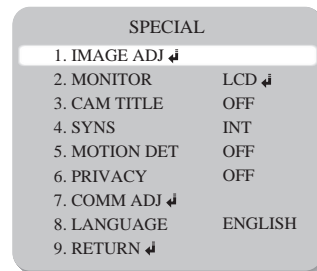 SPECIAL
1. IMAGE ADJ ↲
2. MONITOR LCD ↲
3. CAM TITLE OFF
4. SYNS INT
5. MOTION DET OFF
6. PRIVACY OFF
7. COMM ADJ ↲
8. LANGUAGE ENGLISH
9. RETURN ↲